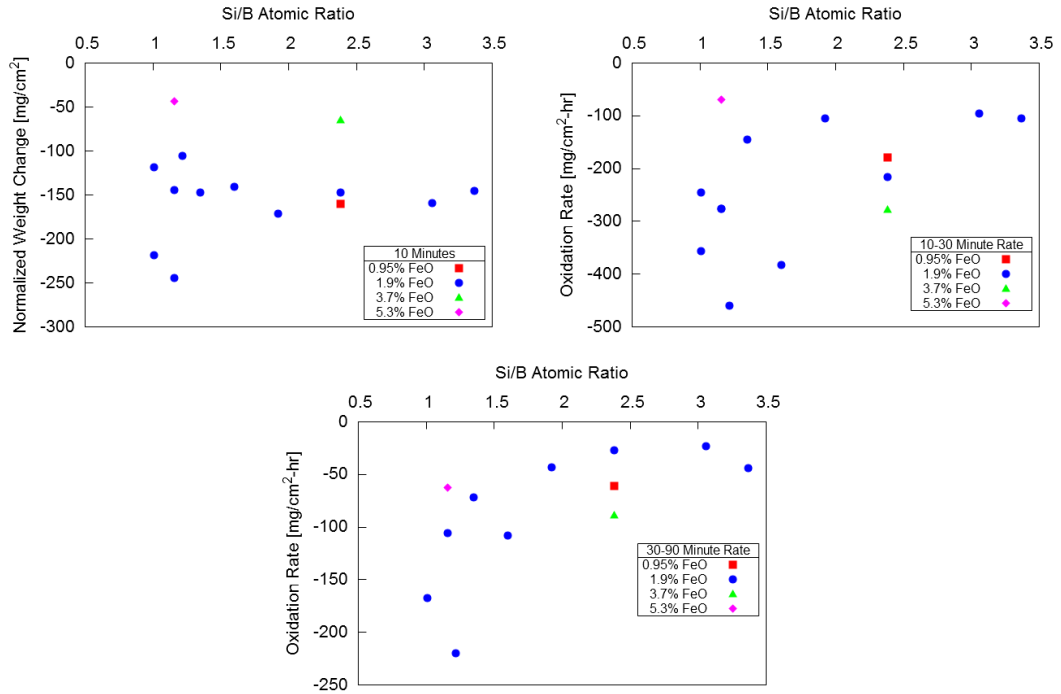 Si/B Atomic Ratio
0.5 1 1.5 2 2.5 3 3.5
0
-50
-100
-150
-200
-250
-300
Normalized Weight Change [mg/cm²]
10 Minutes
0.95% FeO
1.9% FeO
3.7% FeO
5.3% FeO
Si/B Atomic Ratio
0.5 1 1.5 2 2.5 3 3.5
0
-100
-200
-300
-400
-500
Oxidation Rate [mg/cm²-hr]
10-30 Minute Rate
0.95% FeO
1.9% FeO
3.7% FeO
5.3% FeO
Si/B Atomic Ratio
0.5 1 1.5 2 2.5 3 3.5
0
-50
-100
-150
-200
-250
Oxidation Rate [mg/cm²-hr]
30-90 Minute Rate
0.95% FeO
1.9% FeO
3.7% FeO
5.3% FeO